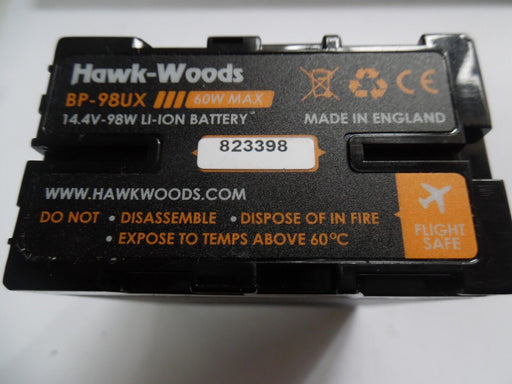 Hawk-Woods
BP-98UX 60W MAX
14.4V-98W LI-ION BATTERY
MADE IN ENGLAND
823398
WWW.HAWKWOODS.COM
DO NOT • DISASSEMBLE • DISPOSE OF IN FIRE
• EXPOSE TO TEMPS ABOVE 60°C
FLIGHT
SAFE